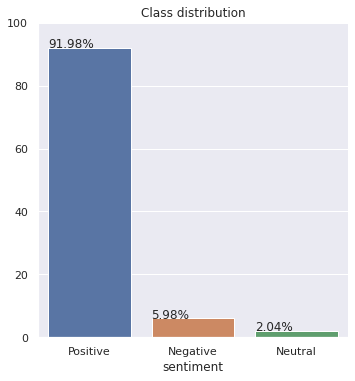 Class distribution
100
80
60
40
20
0
91.98%
5.98%
2.04%
Positive
Negative
Neutral
sentiment